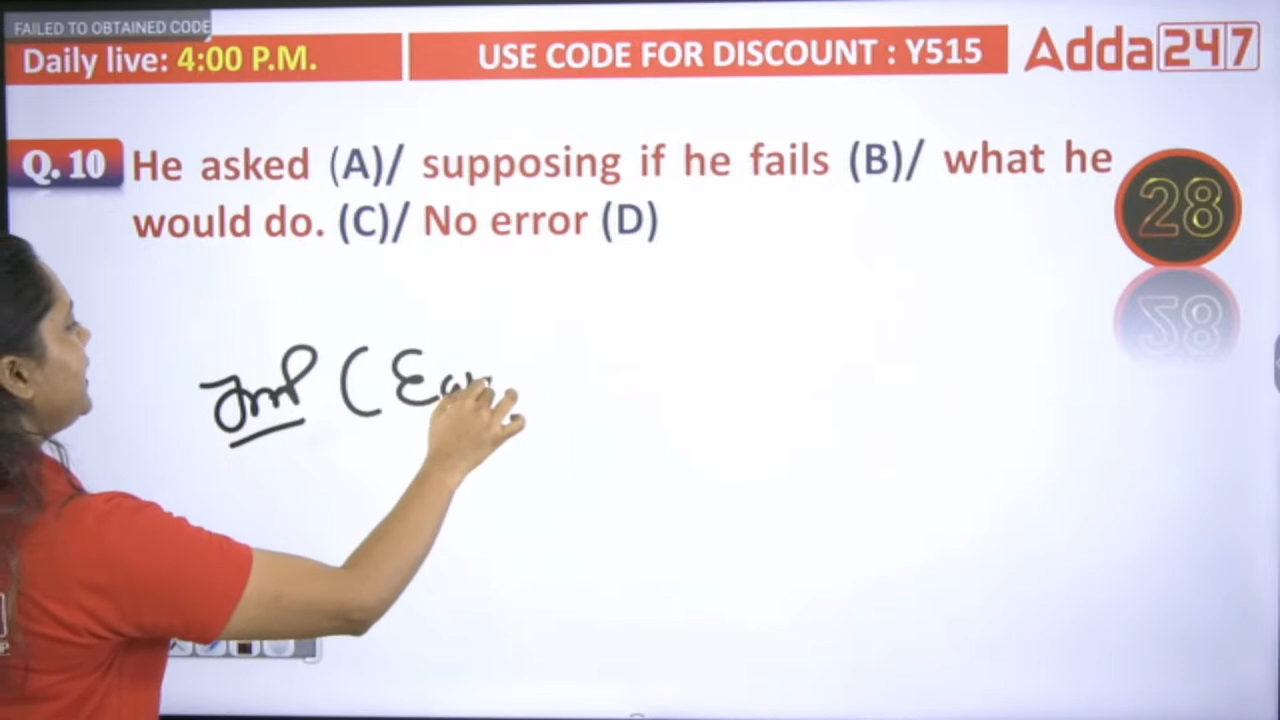 FAILED TO OBTAINED CODE
Daily live: 4:00 P.M.
USE CODE FOR DISCOUNT : Y515
Adda247
Q. 10 He asked (A)/ supposing if he fails (B)/ what he
would do. (C)/ No error (D)
28
Imp (